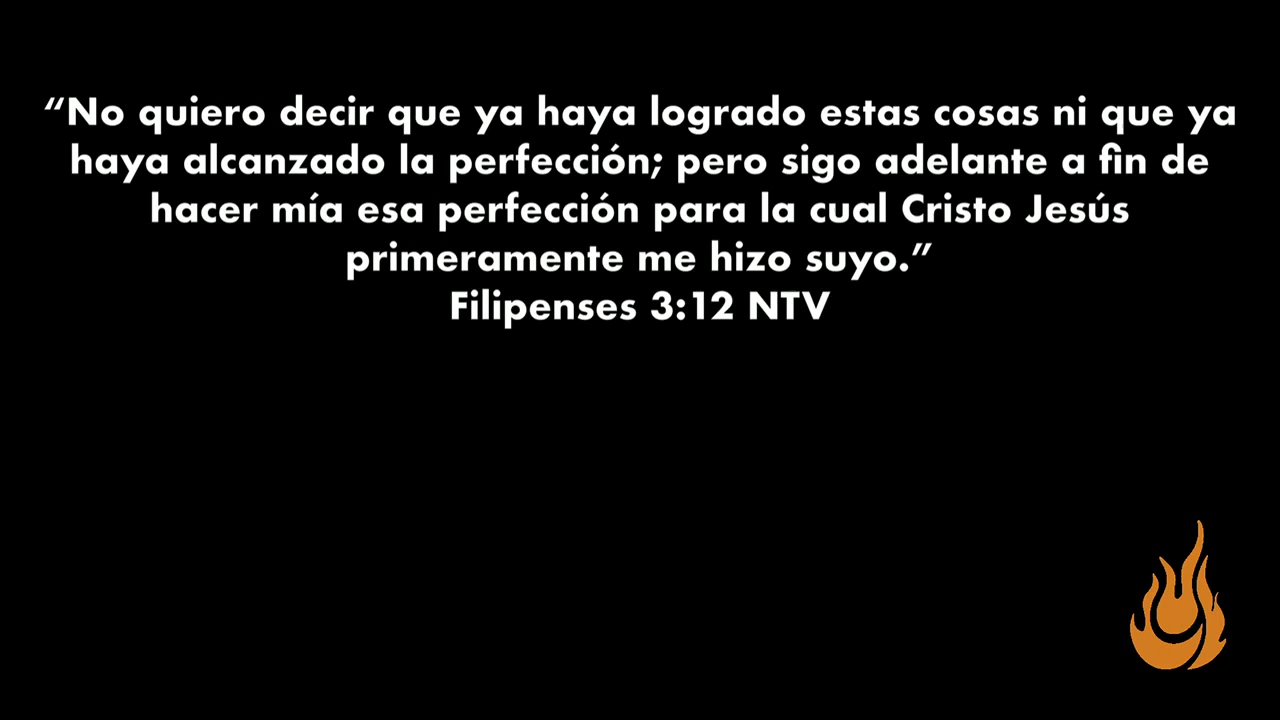 “No quiero decir que ya haya logrado estas cosas ni que ya
haya alcanzado la perfección; pero sigo adelante a fin de
hacer mía esa perfección para la cual Cristo Jesús
primeramente me hizo suyo.”
Filipenses 3:12 NTV